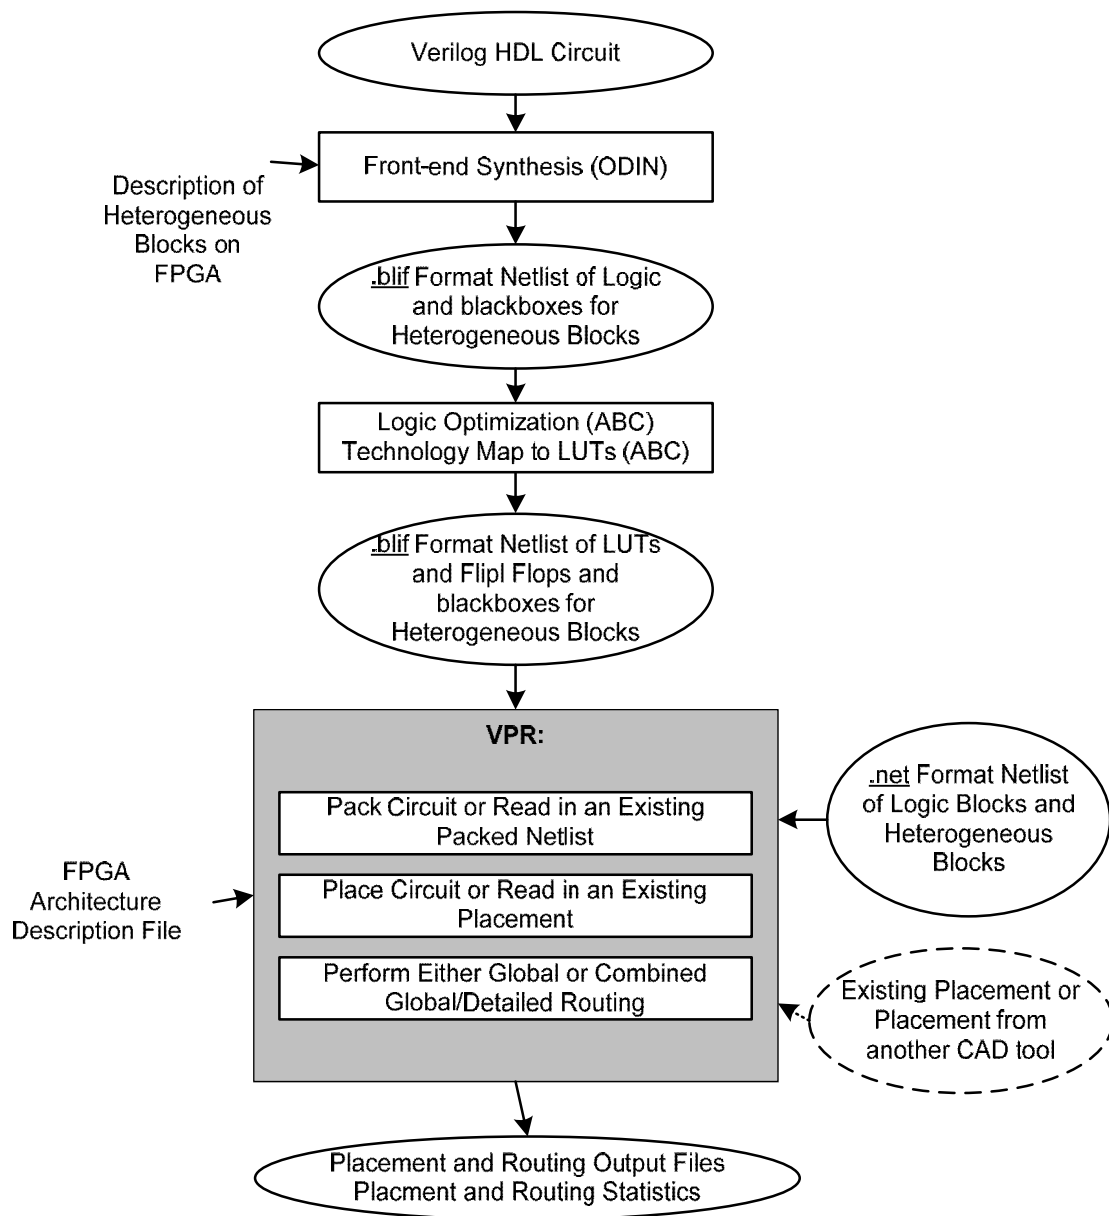 Verilog HDL Circuit
Front-end Synthesis (ODIN)
Description of
Heterogeneous
Blocks on
FPGA
.blif Format Netlist of Logic
and blackboxes for
Heterogeneous Blocks
Logic Optimization (ABC)
Technology Map to LUTs (ABC)
.blif Format Netlist of LUTs
and Flipl Flops and
blackboxes for
Heterogeneous Blocks
VPR:
Pack Circuit or Read in an Existing
Packed Netlist
.net Format Netlist
of Logic Blocks and
Heterogeneous
Blocks
FPGA
Architecture
Description File
Place Circuit or Read in an Existing
Placement
Perform Either Global or Combined
Global/Detailed Routing
Existing Placement or
Placement from
another CAD tool
Placement and Routing Output Files
Placment and Routing Statistics